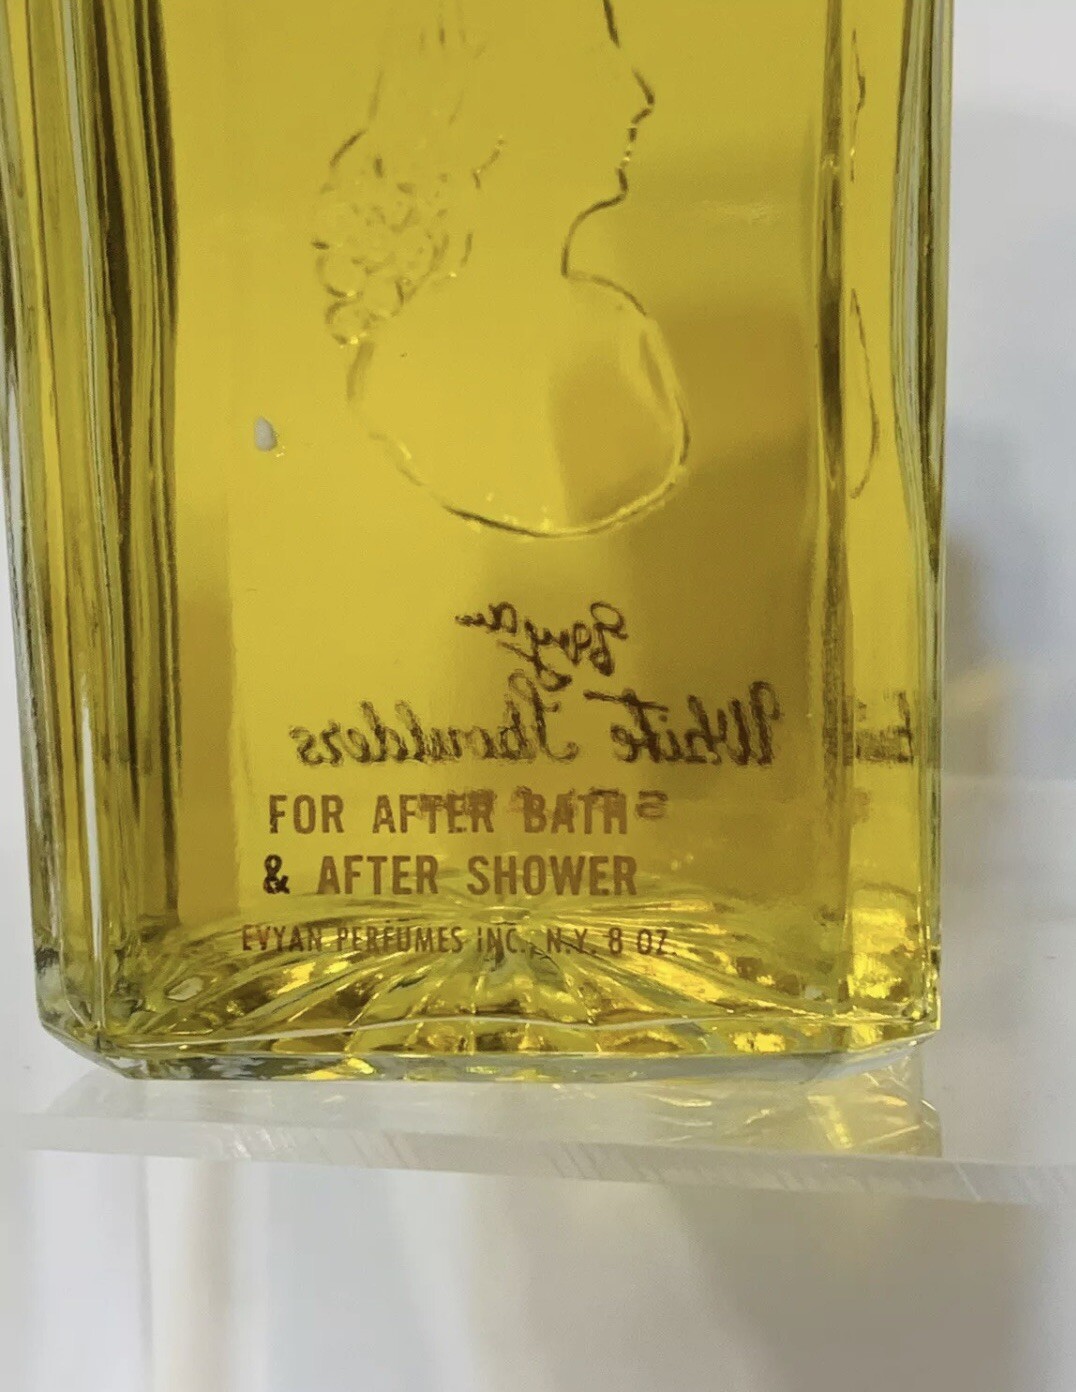 Evyan
White Shoulders
FOR AFTER BATH
& AFTER SHOWER
EVYAN PERFUMES INC., N.Y. 8 OZ.